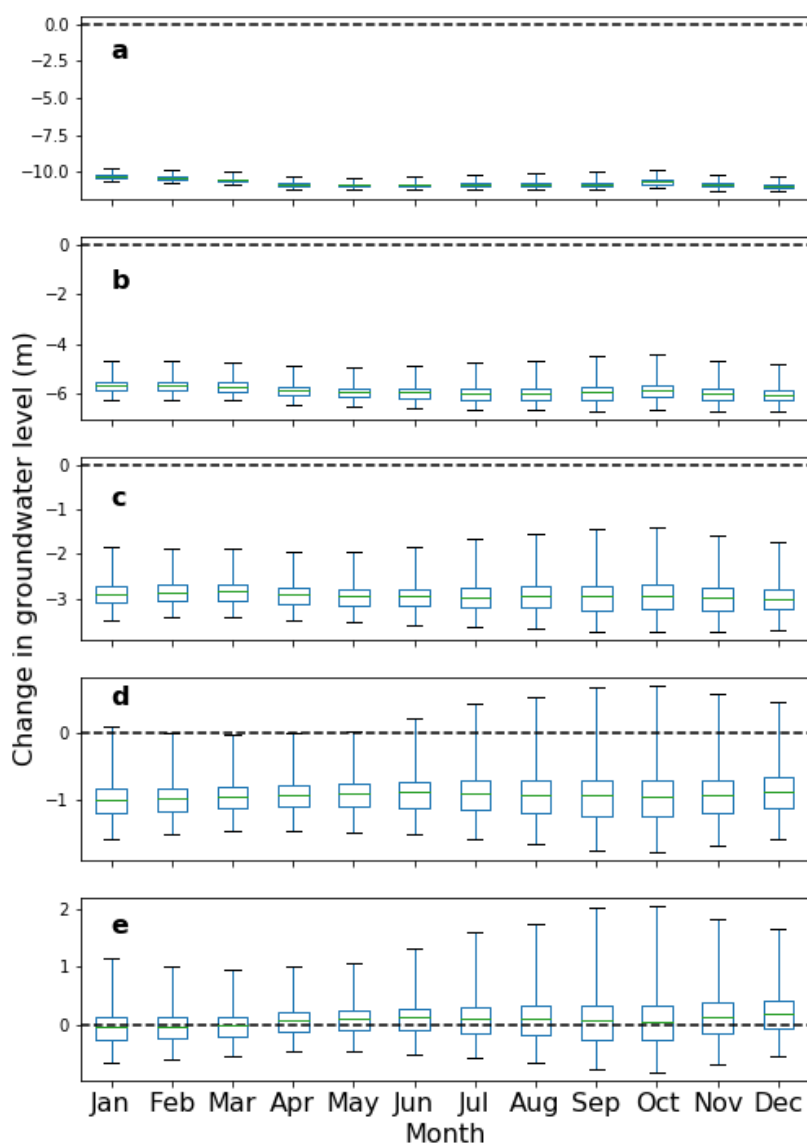 0.0
a
−2.5
−5.0
−7.5
−10.0
0
b
−2
−4
−6
0
c
−1
−2
−3
d
0
−1
2
e
1
0
Change in groundwater level (m)
Jan Feb Mar Apr May Jun Jul Aug Sep Oct Nov Dec
Month